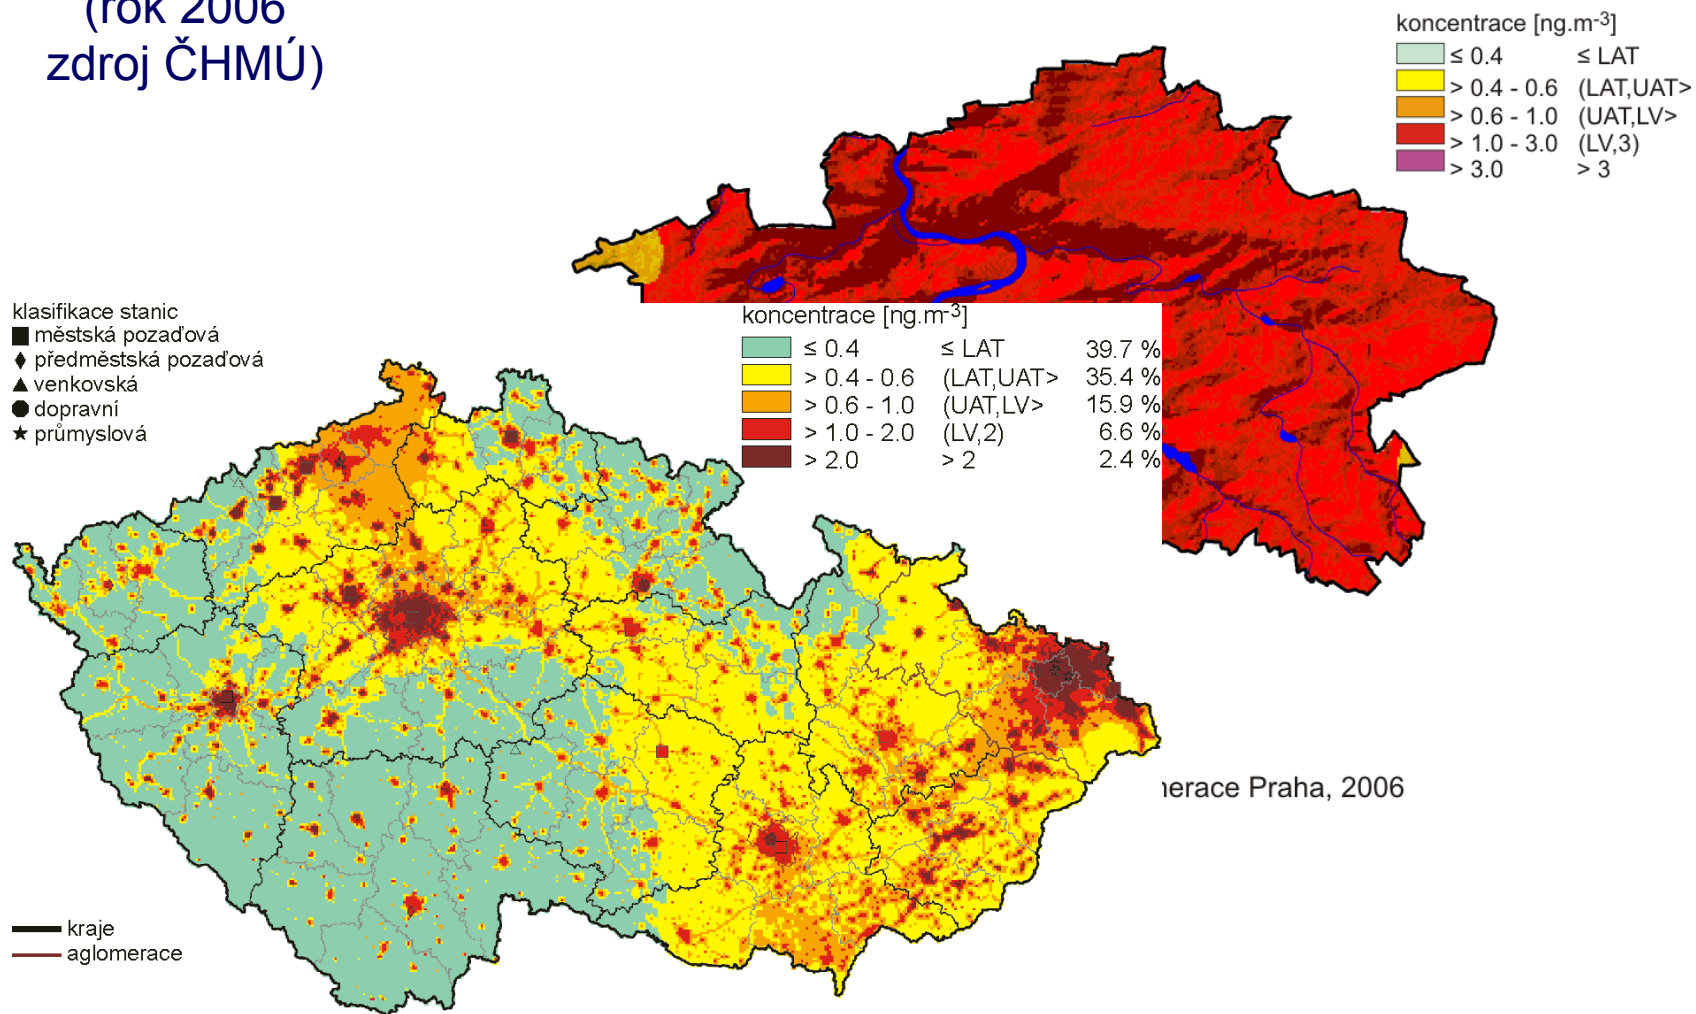 (rok 2006
zdroj ČHMÚ)
koncentrace [ng.m-3]
≤ 0.4 ≤ LAT
> 0.4 - 0.6 (LAT,UAT>
> 0.6 - 1.0 (UAT,LV>
> 1.0 - 3.0 (LV,3)
> 3.0 > 3
klasifikace stanic
městská pozaďová
předměstská pozaďová
venkovská
dopravní
průmyslová
koncentrace [ng.m-3]
≤ 0.4 ≤ LAT 39.7 %
> 0.4 - 0.6 (LAT,UAT> 35.4 %
> 0.6 - 1.0 (UAT,LV> 15.9 %
> 1.0 - 2.0 (LV,2) 6.6 %
> 2.0 > 2 2.4 %
Praha, 2006
kraje
aglomerace